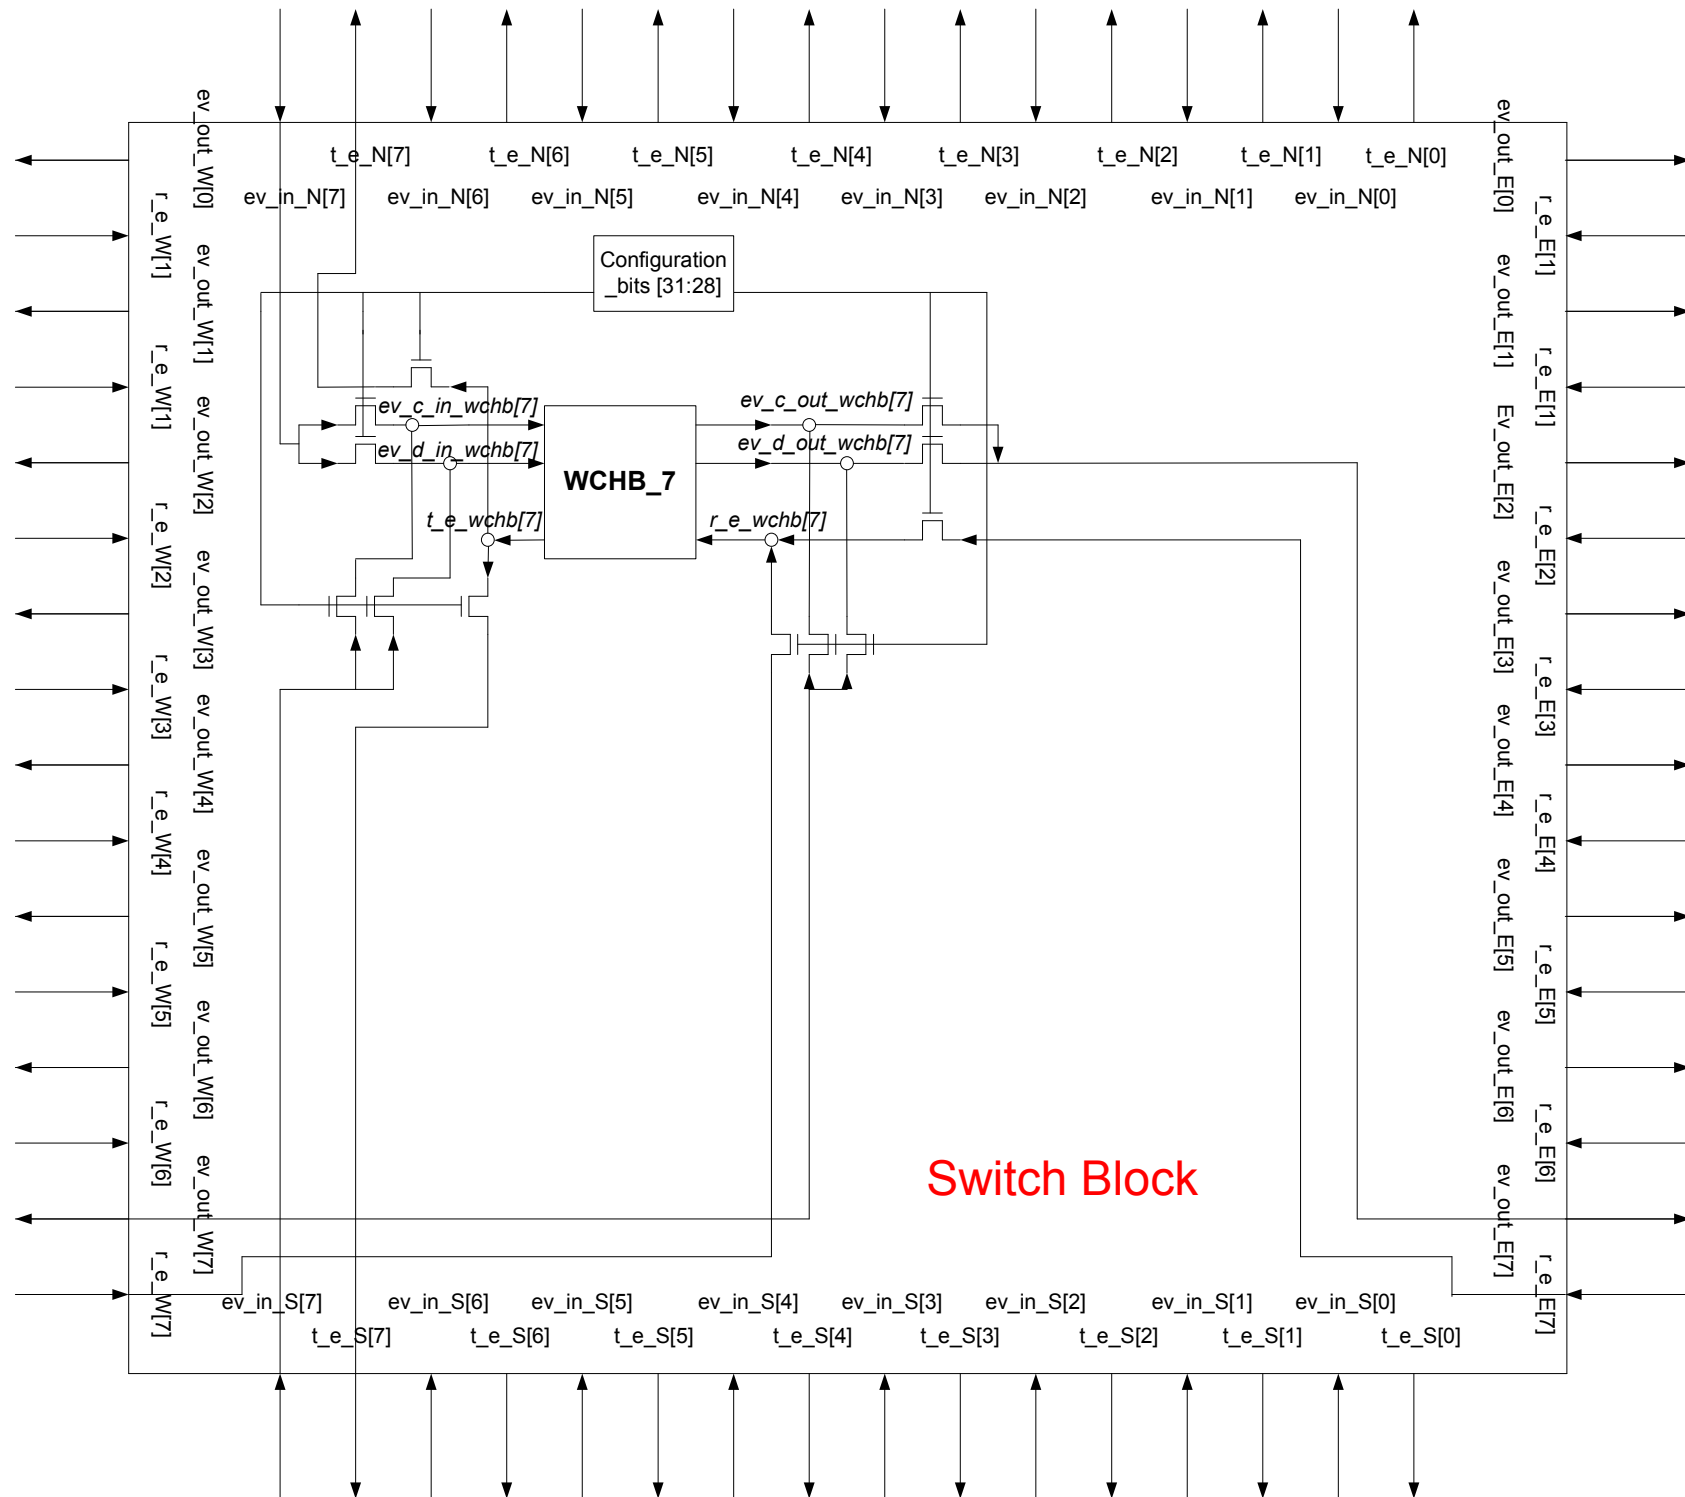 t_e_N[7] t_e_N[6] t_e_N[5] t_e_N[4] t_e_N[3] t_e_N[2] t_e_N[1] t_e_N[0]
ev_in_N[7] ev_in_N[6] ev_in_N[5] ev_in_N[4] ev_in_N[3] ev_in_N[2] ev_in_N[1] ev_in_N[0]
ev_out_W[0]
r_e_W[1]
ev_out_W[1]
r_e_W[1]
ev_out_W[2]
r_e_W[2]
ev_out_W[3]
r_e_W[3]
ev_out_W[4]
r_e_W[4]
ev_out_W[5]
r_e_W[5]
ev_out_W[6]
r_e_W[6]
ev_out_W[7]
r_e_W[7]
Configuration
_bits [31:28]
ev_c_in_wchb[7]
ev_d_in_wchb[7]
t_e_wchb[7]
WCHB_7
ev_c_out_wchb[7]
ev_d_out_wchb[7]
r_e_wchb[7]
Switch Block
ev_out_E[0]
r_e_E[1]
ev_out_E[1]
r_e_E[1]
Ev_out_E[2]
r_e_E[2]
ev_out_E[3]
r_e_E[3]
ev_out_E[4]
r_e_E[4]
ev_out_E[5]
r_e_E[5]
ev_out_E[6]
r_e_E[6]
ev_out_E[7]
r_e_E[7]
ev_in_S[7] ev_in_S[6] ev_in_S[5] ev_in_S[4] ev_in_S[3] ev_in_S[2] ev_in_S[1] ev_in_S[0]
t_e_S[7] t_e_S[6] t_e_S[5] t_e_S[4] t_e_S[3] t_e_S[2] t_e_S[1] t_e_S[0]